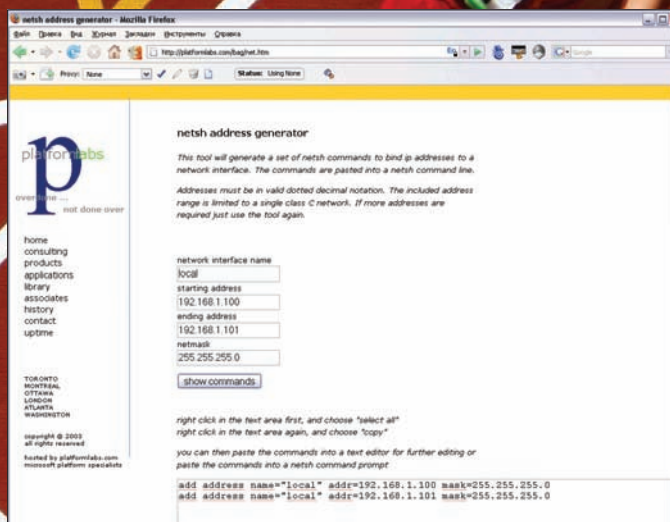 netsh address generator - Mozilla Firefox
Файл Правка Вид Журнал Закладки Инструменты Справка
http://platformlabs.com/bag/net.htm
Google
Proxy: None
Status: Using None
platformlabs
over time ...
not done over
home
consulting
products
applications
library
associates
history
contact
uptime
TORONTO
MONTREAL
OTTAWA
LONDON
ATLANTA
WASHINGTON
copyright @ 2003
all rights reserved
hosted by platformlabs.com
microsoft platform specialists
netsh address generator
This tool will generate a set of netsh commands to bind ip addresses to a
network interface. The commands are pasted into a netsh command line.
Addresses must be in valid dotted decimal notation. The included address
range is limited to a single class C network. If more addresses are
required just use the tool again.
network interface name
local
starting address
192.168.1.100
ending address
192.168.1.101
netmask
255.255.255.0
show commands
right click in the text area first, and choose "select all"
right click in the text area again, and choose "copy"
you can then paste the commands into a text editor for further editing or
paste the commands into a netsh command prompt
add address name="local" addr=192.168.1.100 mask=255.255.255.0
add address name="local" addr=192.168.1.101 mask=255.255.255.0